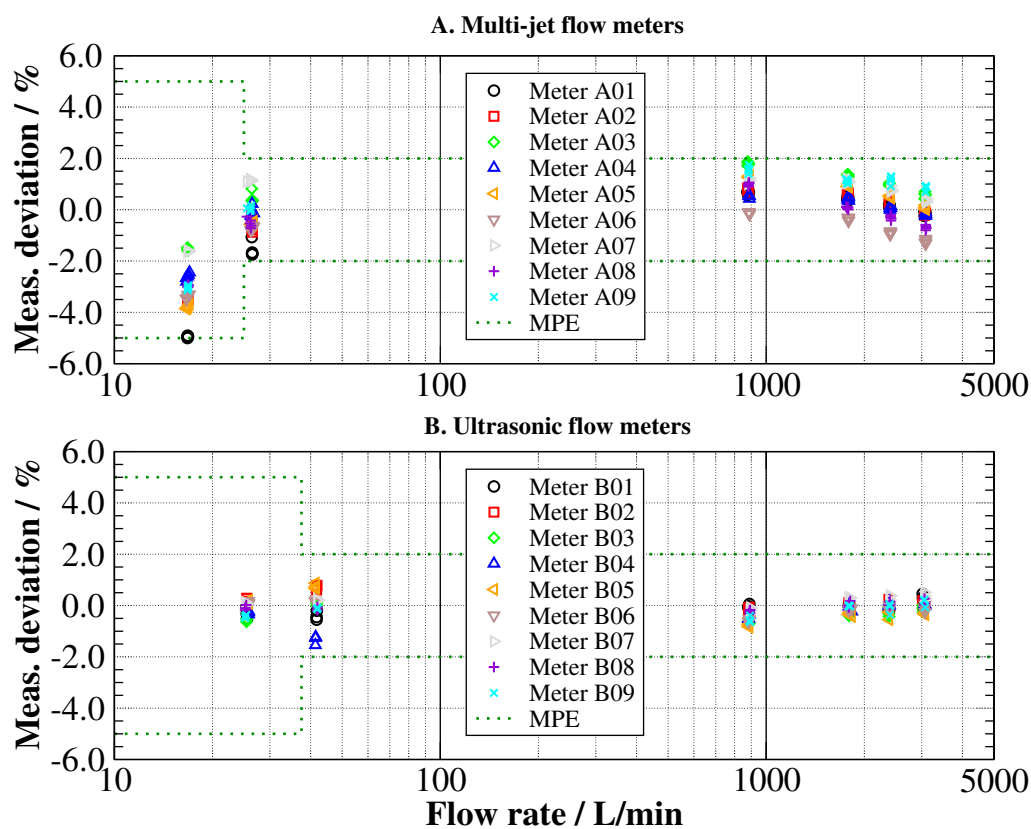 A. Multi-jet flow meters
Meas. deviation / %
6.0
4.0
2.0
0.0
-2.0
-4.0
-6.0
Meter A01
Meter A02
Meter A03
Meter A04
Meter A05
Meter A06
Meter A07
Meter A08
Meter A09
MPE
10
100
1000
5000
B. Ultrasonic flow meters
Meas. deviation / %
6.0
4.0
2.0
0.0
-2.0
-4.0
-6.0
Meter B01
Meter B02
Meter B03
Meter B04
Meter B05
Meter B06
Meter B07
Meter B08
Meter B09
MPE
10
100
1000
5000
Flow rate / L/min